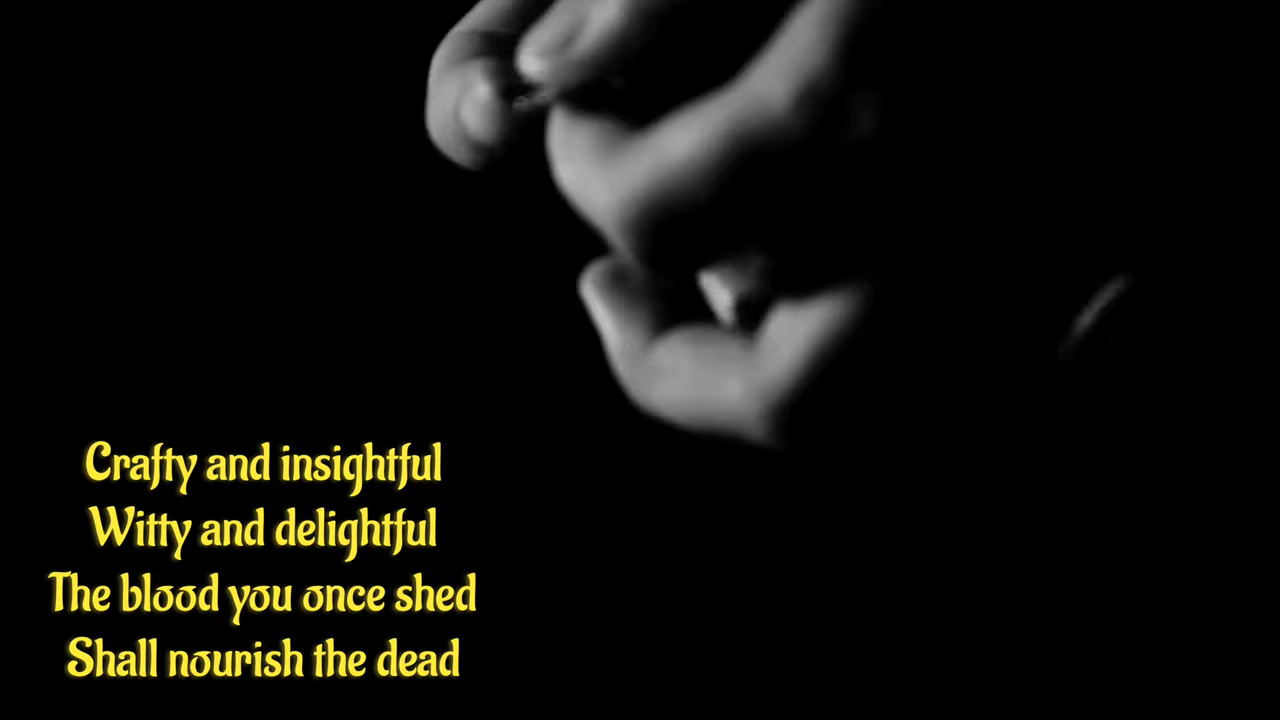 Crafty and insightful
Witty and delightful
The blood you once shed
Shall nourish the dead